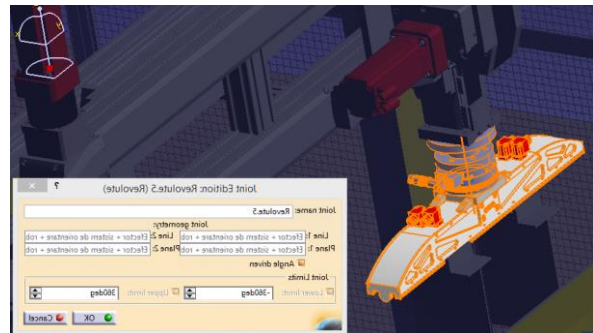 Joint Edition: Revolute.5 (Revolute) ? ×
Joint name: Revolute.5
Joint geometry:
Line 1: Efector + sistem de orientare + rob Line 2: Efector + sistem de orientare + rob
Plane 1: Efector + sistem de orientare + rob Plane 2: Efector + sistem de orientare + rob
Angle driven
Joint Limits
Lower limit: -360deg Upper limit: 360deg
OK Cancel